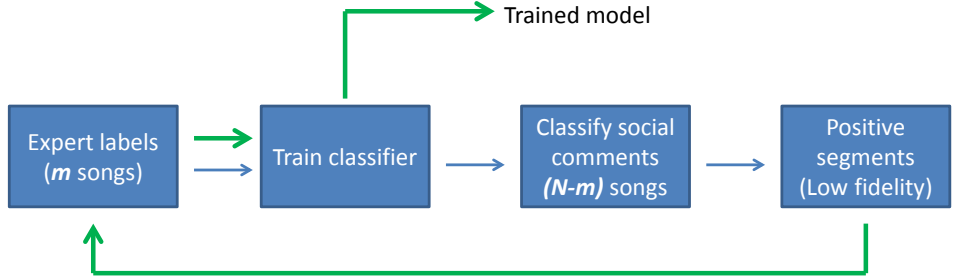 Trained model
Expert labels
(m songs)
Train classifier
Classify social
comments
(N-m) songs
Positive
segments
(Low fidelity)